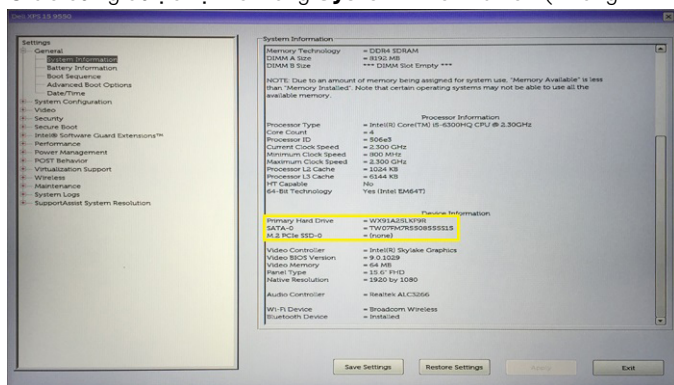 Dell XPS 15 9550
Settings
General
System Information
Battery Information
Boot Sequence
Advanced Boot Options
Date/Time
System Configuration
Video
Security
Secure Boot
Intel® Software Guard Extensions™
Performance
Power Management
POST Behavior
Virtualization Support
Wireless
Maintenance
System Logs
SupportAssist System Resolution
System Information
Memory Technology = DDR4 SDRAM
DIMM A Size = 8192 MB
DIMM B Size *** DIMM Slot Empty ***
NOTE: Due to an amount of memory being assigned for system use, "Memory Available" is less
than "Memory Installed". Note that certain operating systems may not be able to use all the
available memory.
Processor Information
Processor Type = Intel(R) Core(TM) i5-6300HQ CPU @ 2.30GHz
Core Count = 4
Processor ID = 506e3
Current Clock Speed = 2.300 GHz
Minimum Clock Speed = 900 MHz
Maximum Clock Speed = 2.300 GHz
Processor L2 Cache = 1024 KB
Processor L3 Cache = 6144 KB
HT Capable No
64-Bit Technology Yes (Intel EM64T)
Device Information
Primary Hard Drive
SATA-0
M.2 PCIe SSD-0 = (none)
Video Controller = Intel(R) Skylake Graphics
Video BIOS Version = 9.0.1029
Video Memory = 64 MB
Panel Type = 15.6" FHD
Native Resolution = 1920 by 1080
Audio Controller = Realtek ALC3266
Wi-Fi Device = Broadcom Wireless
Bluetooth Device = Installed
Save Settings
Restore Settings
Apply
Exit